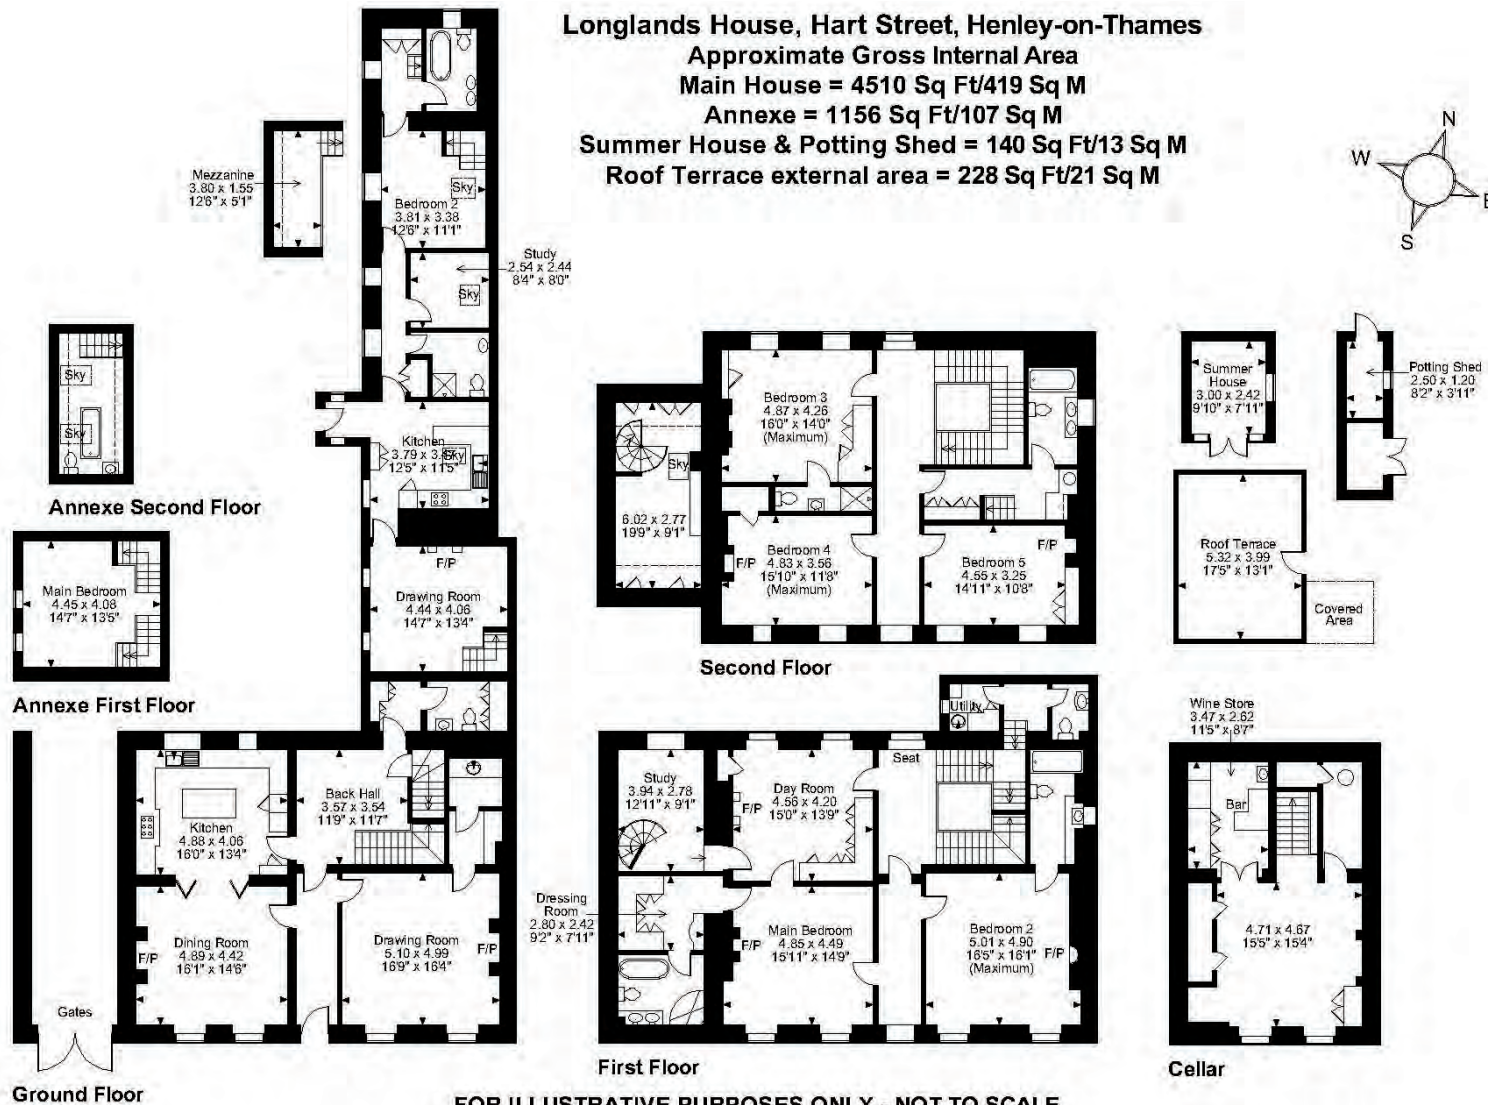 Longlands House, Hart Street, Henley-on-Thames
Approximate Gross Internal Area
Main House = 4510 Sq Ft/419 Sq M
Annexe = 1156 Sq Ft/107 Sq M
Summer House & Potting Shed = 140 Sq Ft/13 Sq M
Roof Terrace external area = 228 Sq Ft/21 Sq M
N
W
E
S
Mezzanine
3.80 x 1.55
12'6" x 5'1"
Sky
Bedroom 2
3.81 x 3.38
12'6" x 11'1"
Study
2.54 x 2.44
8'4" x 8'0"
Sky
Kitchen
3.79 x
Sky
12'5" x 11'5"
F/P
Drawing Room
4.44 x 4.06
14'7" x 13'4"
Sky
Sky
Annexe Second Floor
Main Bedroom
4.45 x 4.08
14'7" x 13'5"
Annexe First Floor
Back Hall
3.57 x 3.54
11'9" x 11'7"
Kitchen
4.88 x 4.06
16'0" x 13'4"
Dining Room
4.89 x 4.42
16'1" x 14'6"
F/P
Drawing Room
5.10 x 4.99
16'9" x 16'4"
F/P
Gates
Ground Floor
Bedroom 3
4.87 x 4.26
16'0" x 14'0"
(Maximum)
Sky
6.02 x 2.77
19'9" x 9'1"
F/P
Bedroom 4
4.83 x 3.56
15'10" x 11'8"
(Maximum)
F/P
Bedroom 5
4.55 x 3.25
14'11" x 10'8"
Second Floor
Utility
Seat
Study
3.94 x 2.78
12'11" x 9'1"
F/P
Day Room
4.56 x 4.20
15'0" x 13'9"
Dressing
Room
2.80 x 2.42
9'2" x 7'11"
F/P
Main Bedroom
4.85 x 4.49
15'11" x 14'9"
Bedroom 2
5.01 x 4.90
16'5" x 16'1"
(Maximum)
F/P
First Floor
Summer
House
3.00 x 2.42
9'10" x 7'11"
Potting Shed
2.50 x 1.20
8'2" x 3'11"
Roof Terrace
5.32 x 3.99
17'5" x 13'1"
Covered
Area
Wine Store
3.47 x 2.62
11'5" x 8'7"
Bar
4.71 x 4.67
15'5" x 15'4"
Cellar
FOR ILLUSTRATIVE PURPOSES ONLY - NOT TO SCALE